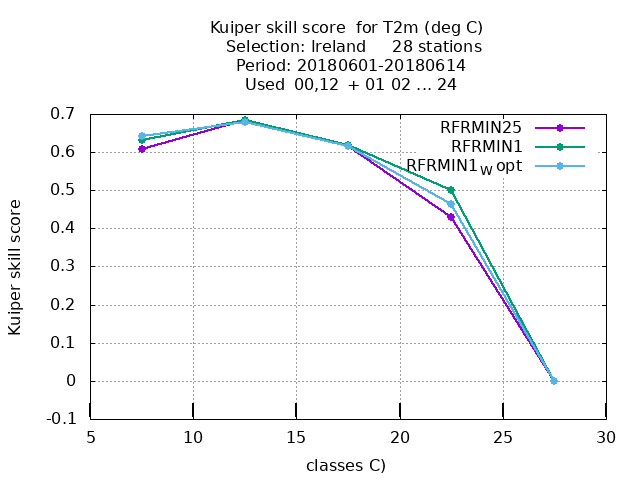 Kuiper skill score for T2m (deg C)
Selection: Ireland 28 stations
Period: 20180601-20180614
Used 00,12 + 01 02 ... 24
RFRMIN25
RFRMIN1
RFRMIN1w opt
0.7
0.6
0.5
0.4
0.3
0.2
0.1
0
-0.1
Kuiper skill score
5 10 15 20 25 30
classes C)